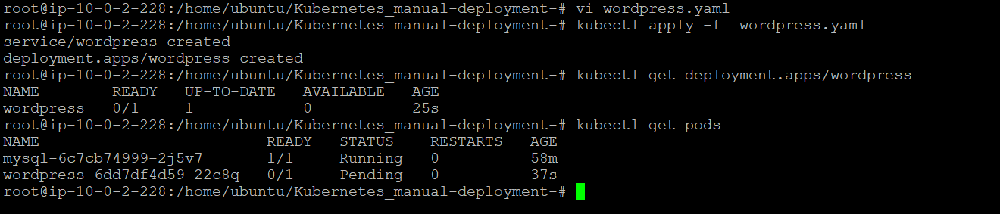 root@ip-10-0-2-228:/home/ubuntu/Kubernetes_manual-deployment-# vi wordpress.yaml
root@ip-10-0-2-228:/home/ubuntu/Kubernetes_manual-deployment-# kubectl apply -f  wordpress.yaml
service/wordpress created
deployment.apps/wordpress created
root@ip-10-0-2-228:/home/ubuntu/Kubernetes_manual-deployment-# kubectl get deployment.apps/wordpress
NAME        READY   UP-TO-DATE   AVAILABLE   AGE
wordpress   0/1     1            0           25s
root@ip-10-0-2-228:/home/ubuntu/Kubernetes_manual-deployment-# kubectl get pods
NAME                         READY   STATUS    RESTARTS   AGE
mysql-6c7cb74999-2j5v7       1/1     Running   0          58m
wordpress-6dd7df4d59-22c8q   0/1     Pending   0          37s
root@ip-10-0-2-228:/home/ubuntu/Kubernetes_manual-deployment-#